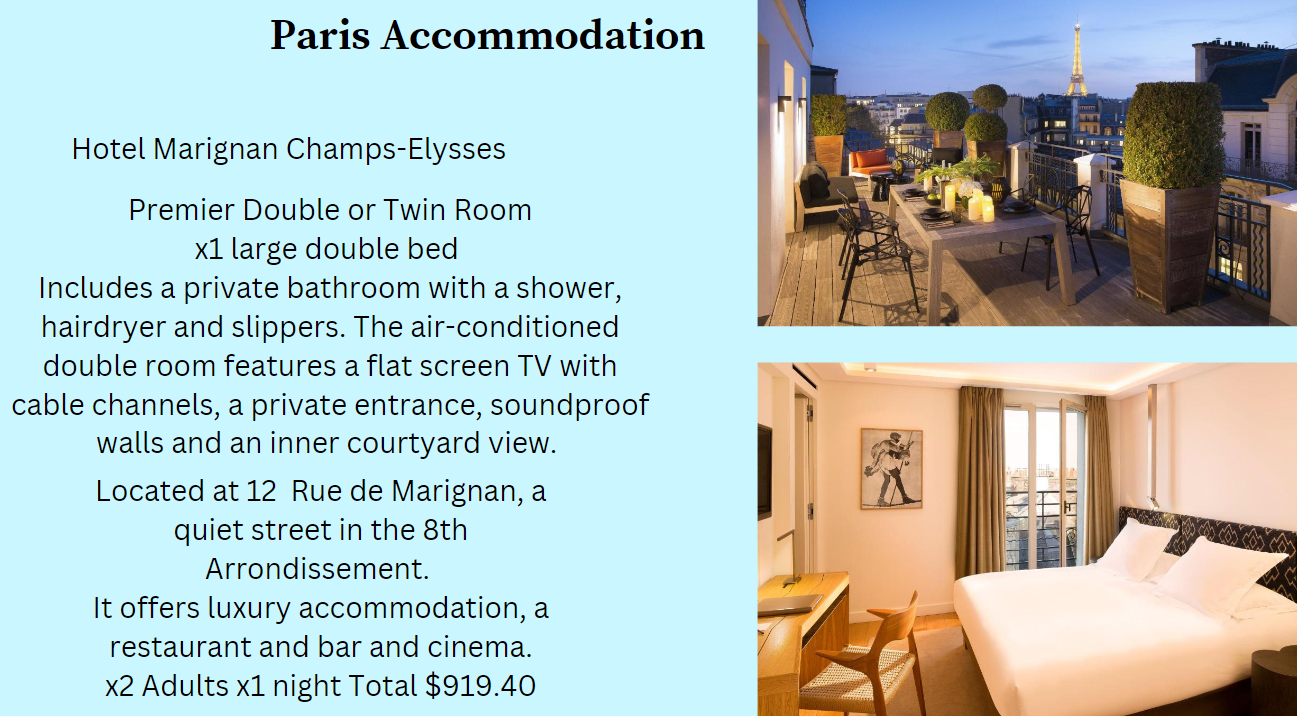 Paris Accommodation
Hotel Marignan Champs-Elysses
Premier Double or Twin Room
x1 large double bed
Includes a private bathroom with a shower,
hairdryer and slippers. The air-conditioned
double room features a flat screen TV with
cable channels, a private entrance, soundproof
walls and an inner courtyard view.
Located at 12  Rue de Marignan, a
quiet street in the 8th
Arrondissement.
It offers luxury accommodation, a
restaurant and bar and cinema.
x2 Adults x1 night Total $919.40